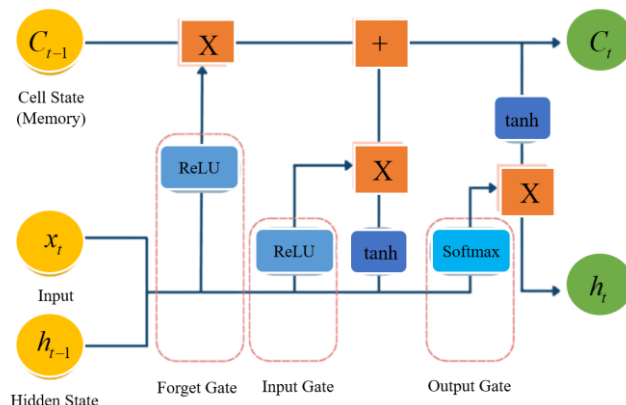 C_{t-1}
X
+
C_t
Cell State
(Memory)
tanh
ReLU
X
X
x_t
ReLU
tanh
Softmax
Input
h_t
h_{t-1}
Hidden State
Forget Gate
Input Gate
Output Gate